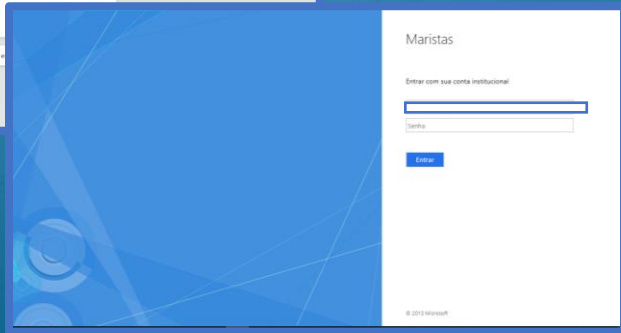 Maristas
Entrar com sua conta institucional
Senha
Entrar
© 2013 Microsoft